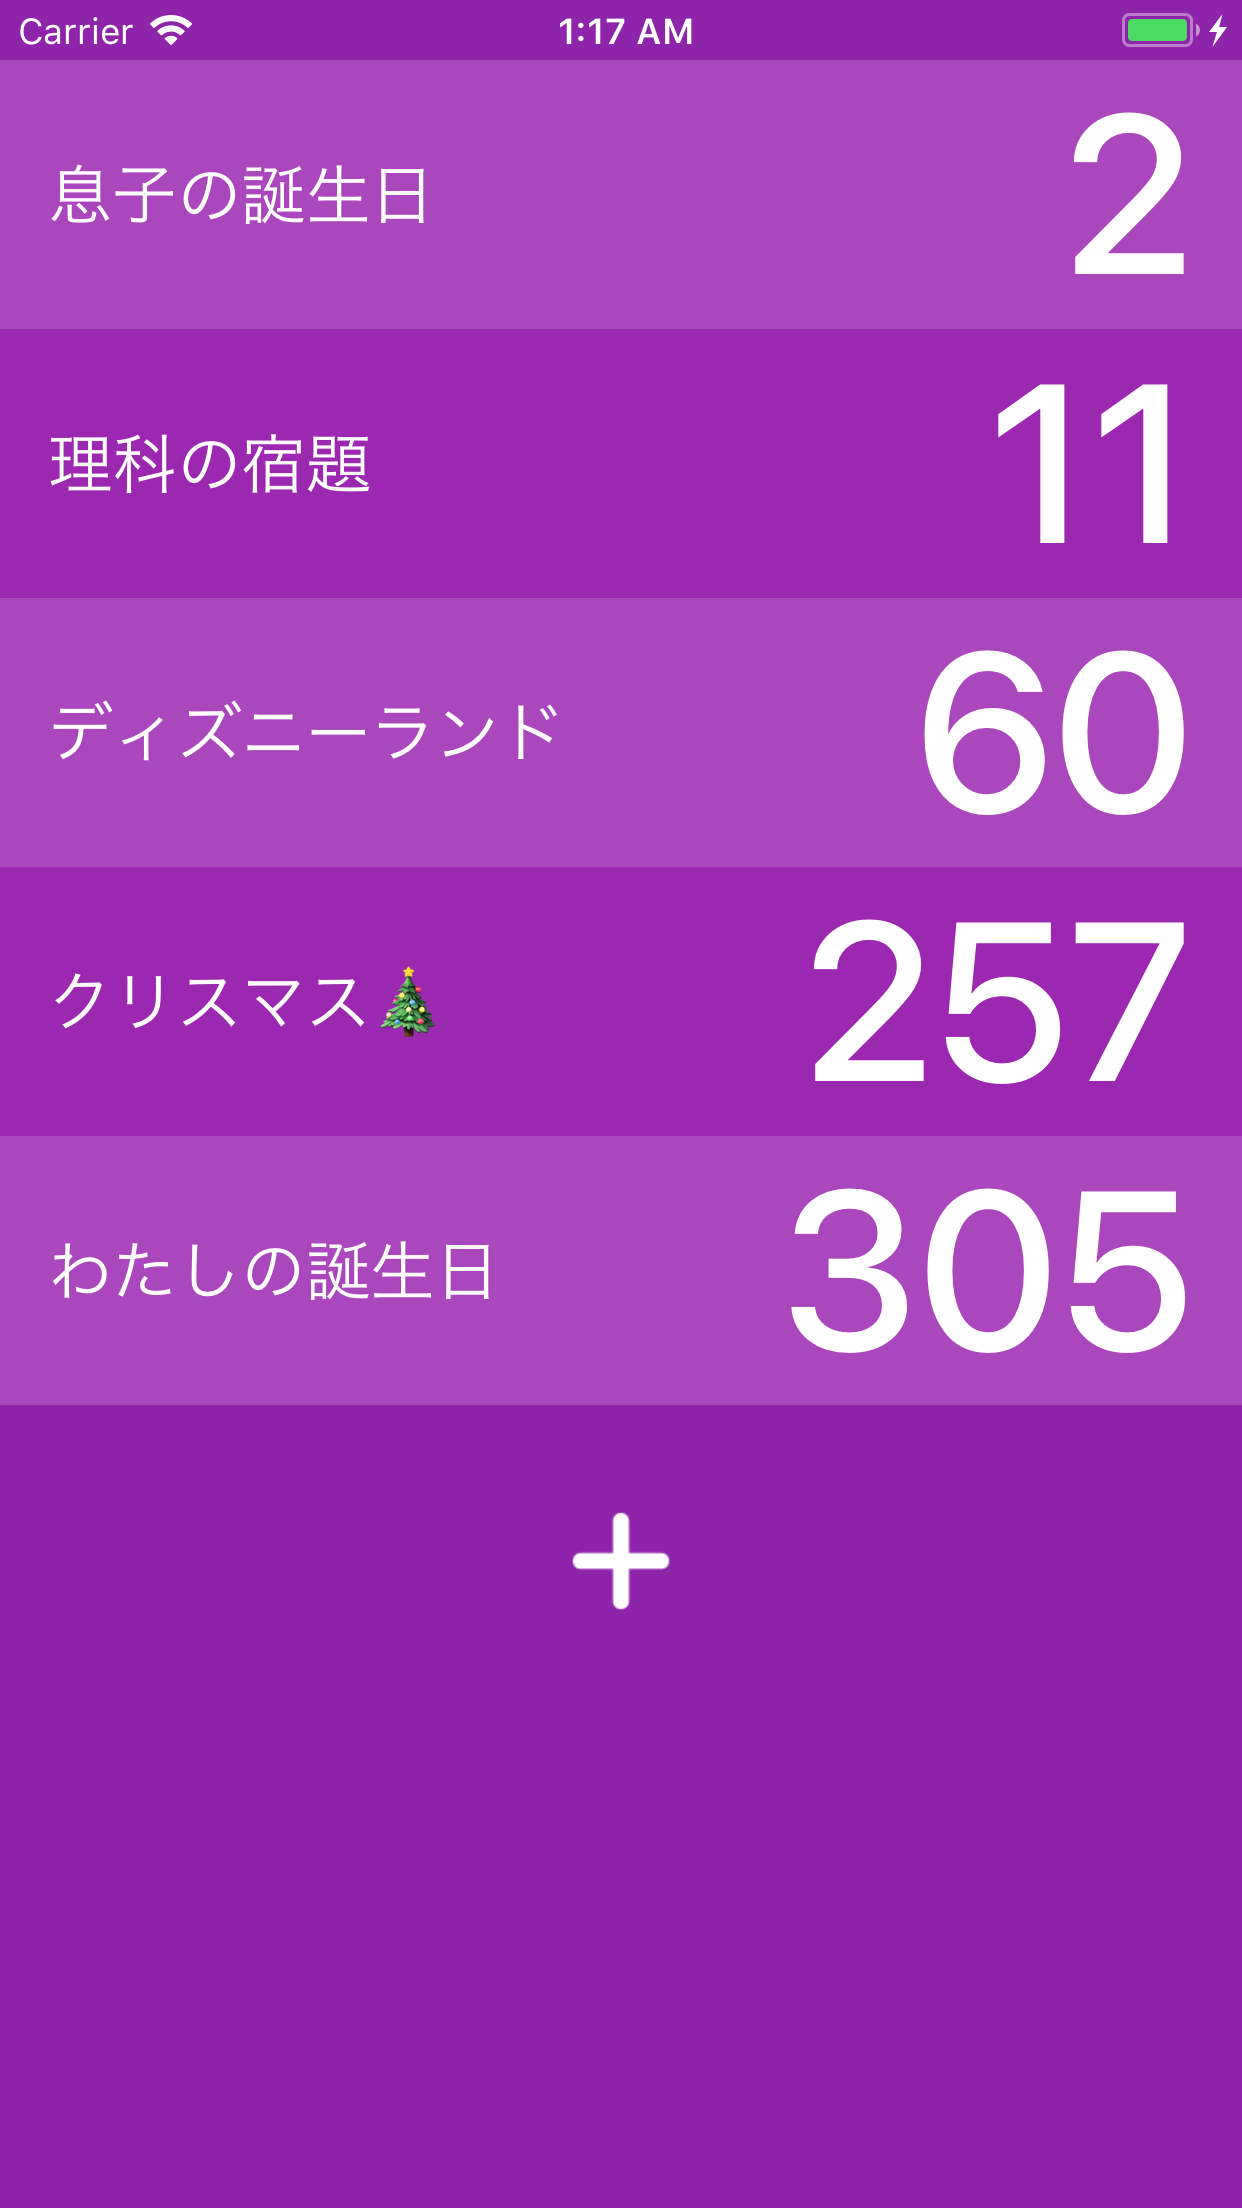 Carrier 1:17 AM
息子の誕生日 2
理科の宿題 11
ディズニーランド 60
クリスマス🎄 257
わたしの誕生日 305